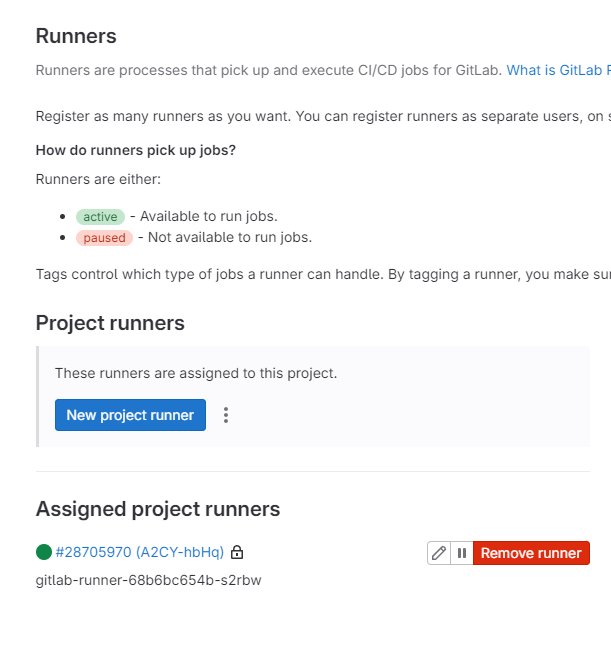 Runners
Runners are processes that pick up and execute CI/CD jobs for GitLab. What is GitLab
Register as many runners as you want. You can register runners as separate users, on
How do runners pick up jobs?
Runners are either:
active - Available to run jobs.
paused - Not available to run jobs.
Tags control which type of jobs a runner can handle. By tagging a runner, you make
Project runners
These runners are assigned to this project.
New project runner
Assigned project runners
#28705970 (A2CY-hbHq)
Remove runner
gitlab-runner-68b6bc654b-s2rbw